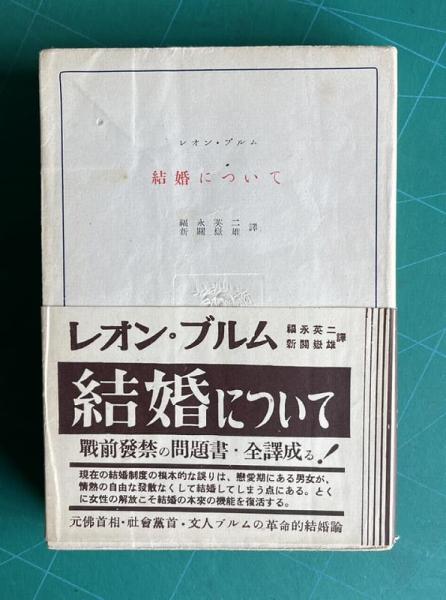 レオン・ブルム
結婚について
福永英二
新關嶽雄 譯
レオン・ブルム
福永英二
新關嶽雄 譯
結婚について
戰前發禁の問題書・全譯成る!
現在の結婚制度の根本的な誤りは、戀愛期にある男女が、
情熱の自由な發散なくして結婚してしまう点にある。とく
に女性の解放こそ結婚の本來の機能を復活する。
元佛首相・社會黨首・文人ブルムの革命的結婚論